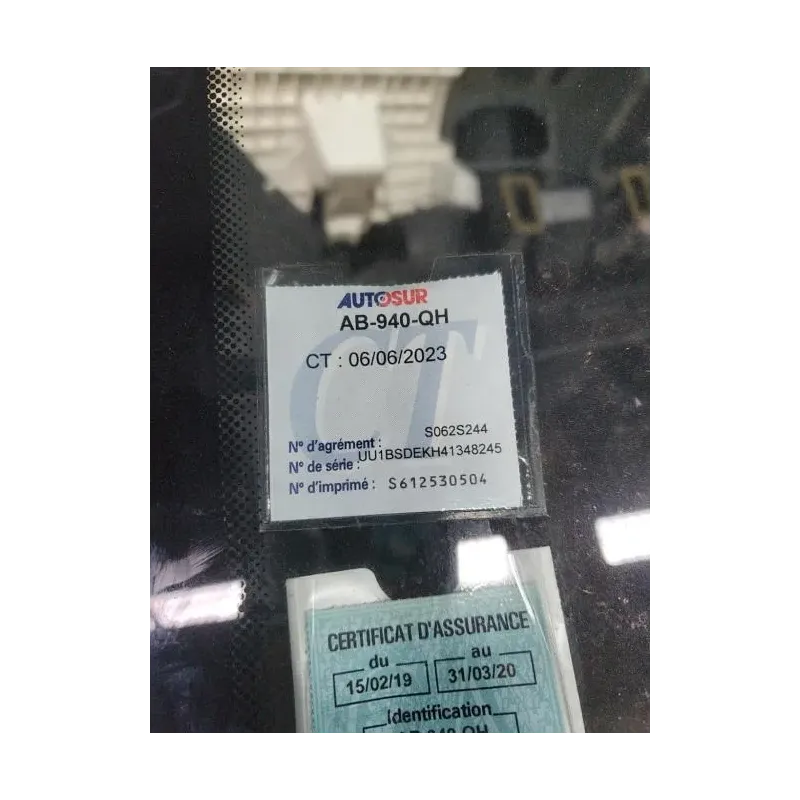 AUTOSUR
AB-940-QH
CT : 06/06/2023
CT
N° d'agrément : S062S244
N° de série : UU1BSDEKH41348245
N° d'imprimé : S612530504
CERTIFICAT D'ASSURANCE
du au
15/02/19 31/03/20
Identification